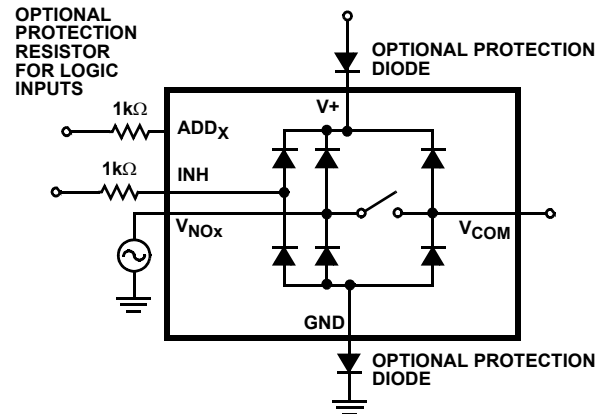 OPTIONAL
PROTECTION
RESISTOR
FOR LOGIC
INPUTS
OPTIONAL PROTECTION
DIODE
1kΩ
ADDX
V+
1kΩ
INH
VNOx
VCOM
GND
OPTIONAL PROTECTION
DIODE